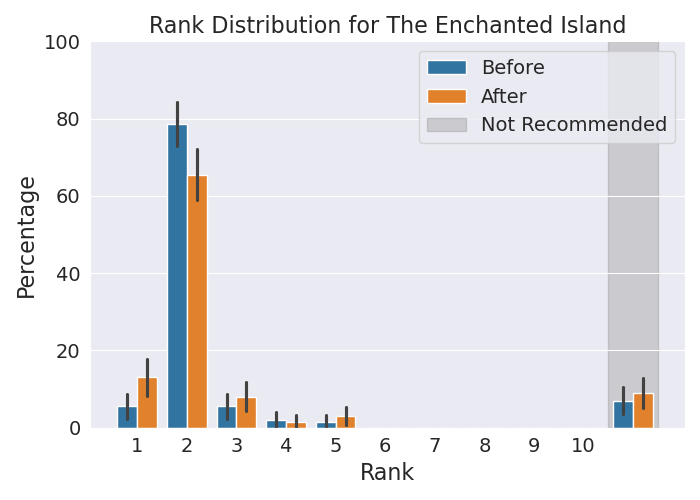 Rank Distribution for The Enchanted Island
100
80
60
40
20
0
Percentage
Before
After
Not Recommended
1 2 3 4 5 6 7 8 9 10
Rank